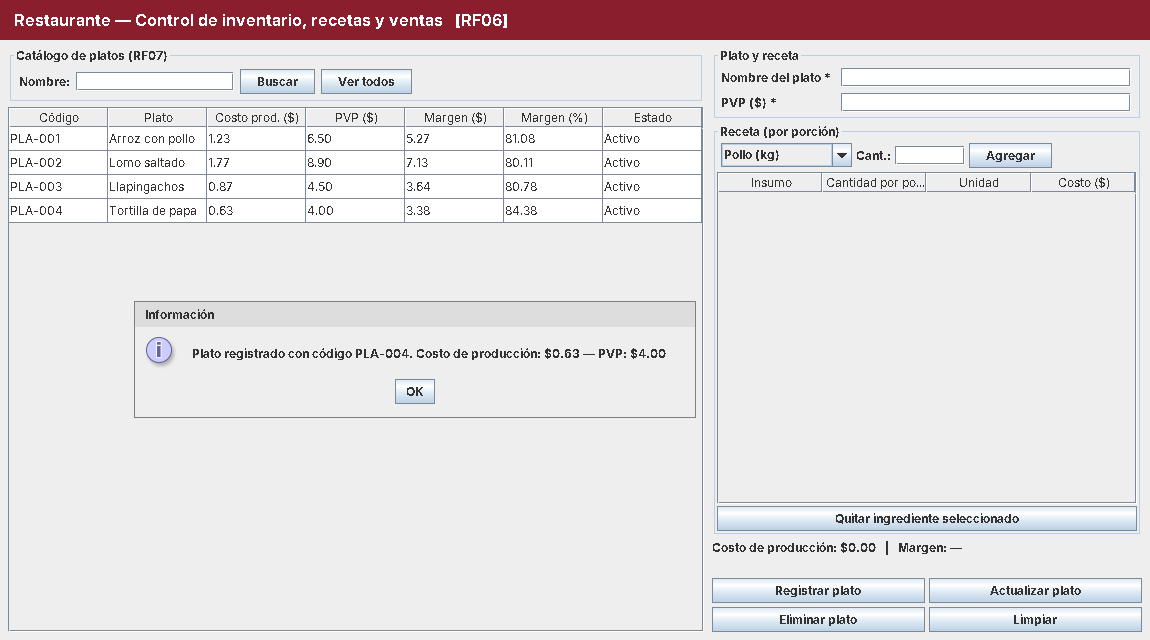 Restaurante — Control de inventario, recetas y ventas [RF06]
Catálogo de platos (RF07)
Nombre:
Buscar
Ver todos
Código Plato Costo prod. ($) PVP ($) Margen ($) Margen (%) Estado
PLA-001 Arroz con pollo 1.23 6.50 5.27 81.08 Activo
PLA-002 Lomo saltado 1.77 8.90 7.13 80.11 Activo
PLA-003 Llapingachos 0.87 4.50 3.64 80.78 Activo
PLA-004 Tortilla de papa 0.63 4.00 3.38 84.38 Activo
Información
i
Plato registrado con código PLA-004. Costo de producción: $0.63 — PVP: $4.00
OK
Plato y receta
Nombre del plato *
PVP ($) *
Receta (por porción)
Pollo (kg) Cant.: Agregar
Insumo Cantidad por po... Unidad Costo ($)
Quitar ingrediente seleccionado
Costo de producción: $0.00 | Margen: —
Registrar plato Actualizar plato
Eliminar plato Limpiar